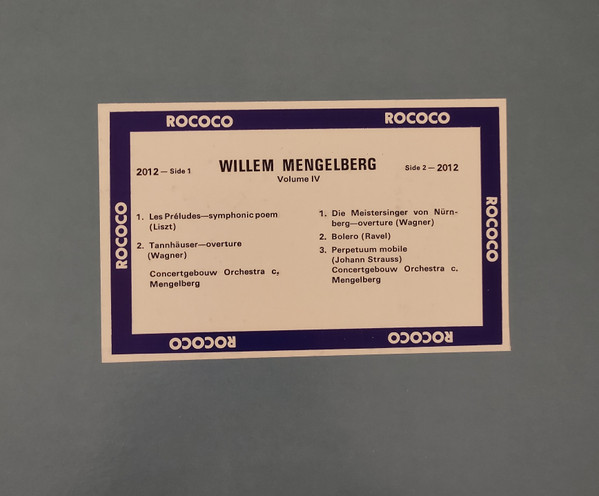 ROCOCO ROCOCO
WILLEM MENGELBERG
Volume IV
2012 — Side 1
Side 2 — 2012
1. Les Préludes—symphonic poem
(Liszt)
2. Tannhäuser—overture
(Wagner)
Concertgebouw Orchestra c,
Mengelberg
1. Die Meistersinger von Nürn-
berg—overture (Wagner)
2. Bolero (Ravel)
3. Perpetuum mobile
(Johann Strauss)
Concertgebouw Orchestra c.
Mengelberg
ROCOCO
ROCOCO
ROCOCO ROCOCO